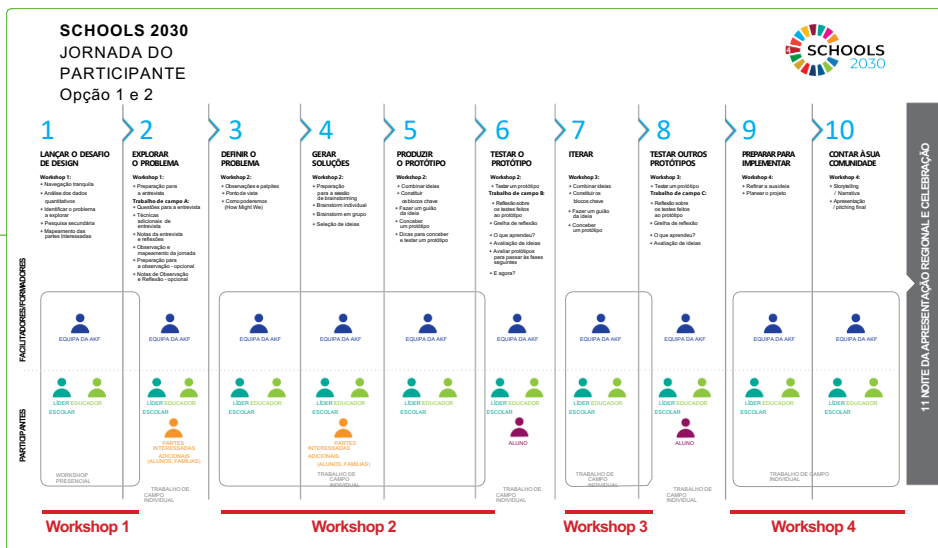 SCHOOLS 2030
JORNADA DO
PARTICIPANTE
Opção 1 e 2
4
SCHOOLS
2030
1
LANÇAR O DESAFIO
DE DESIGN
Workshop 1:
+ Navegação tranquila
+ Análise dos dados
quantitativos
+ Identificar o problema
a explorar
+ Pesquisa secundária
+ Mapeamento das
partes interessadas
2
EXPLORAR
O PROBLEMA
Workshop 1:
+ Preparação para
a entrevista
Trabalho de campo A:
+ Questões para a entrevista
+ Técnicas
adicionais de
entrevista
+ Notas da entrevista
e reflexões
+ Observação e
mapeamento da jornada
+ Preparação para
a observação - opcional
+ Notas de Observação
e Reflexão - opcional
3
DEFINIR O
PROBLEMA
Workshop 2:
+ Observações e palpites
+ Ponto de vista
+ Como poderemos
(How Might We)
4
GERAR
SOLUÇÕES
Workshop 2:
+ Preparação
para a sessão
de brainstorming
+ Brainstorm individual
+ Brainstorm em grupo
+ Seleção de ideias
5
PRODUZIR
O PROTÓTIPO
Workshop 2:
+ Combinar ideias
+ Constituir
os blocos chave
+ Fazer um guião
da ideia
+ Conceber
um protótipo
+ Dicas para conceber
e testar um protótipo
6
TESTAR O
PROTÓTIPO
Workshop 2:
+ Testar um protótipo
Trabalho de campo B:
+ Reflexão sobre
os testes feitos
ao protótipo
+ Grelha de reflexão
+ O que aprendeu?
+ Avaliação de ideias
+ Avaliar protótipos
para passar às fases
seguintes
+ E agora?
7
ITERAR
Workshop 3:
+ Combinar ideias
+ Constituir os
blocos chave
+ Fazer um guião
da ideia
+ Conceber
um protótipo
8
TESTAR OUTROS
PROTÓTIPOS
Workshop 3:
+ Testar um protótipo
Trabalho de campo C:
+ Reflexão sobre
os testes feitos
ao protótipo
+ Grelha de reflexão
+ O que aprendeu?
+ Avaliação de ideias
9
PREPARAR PARA
IMPLEMENTAR
Workshop 4:
+ Refinar a sua ideia
+ Planear o projeto
10
CONTAR À SUA
COMUNIDADE
Workshop 4:
+ Storytelling
/ Narrativa
+ Apresentação
/ pitching final
11 NOITE DA APRESENTAÇÃO REGIONAL E CELEBRAÇÃO
FACILITADORES/FORMADORES
EQUIPA DA AKF
EQUIPA DA AKF
EQUIPA DA AKF
EQUIPA DA AKF
EQUIPA DA AKF
EQUIPA DA AKF
EQUIPA DA AKF
EQUIPA DA AKF
EQUIPA DA AKF
EQUIPA DA AKF
PARTICIPANTES
LÍDER EDUCADOR
ESCOLAR
LÍDER EDUCADOR
ESCOLAR
LÍDER EDUCADOR
ESCOLAR
LÍDER EDUCADOR
ESCOLAR
LÍDER EDUCADOR
ESCOLAR
LÍDER EDUCADOR
ESCOLAR
LÍDER EDUCADOR
ESCOLAR
LÍDER EDUCADOR
ESCOLAR
LÍDER EDUCADOR
ESCOLAR
LÍDER EDUCADOR
ESCOLAR
PARTES
INTERESSADAS
ADICIONAIS
(ALUNOS, FAMÍLIAS)
PARTES
INTERESSADAS
ADICIONAIS
(ALUNOS, FAMÍLIAS)
ALUNO
ALUNO
WORKSHOP
PRESENCIAL
TRABALHO DE
CAMPO
INDIVIDUAL
TRABALHO DE
CAMPO
INDIVIDUAL
TRABALHO DE
CAMPO
INDIVIDUAL
TRABALHO DE
CAMPO
INDIVIDUAL
TRABALHO DE
CAMPO
INDIVIDUAL
TRABALHO DE CAMPO
INDIVIDUAL
Workshop 1
Workshop 2
Workshop 3
Workshop 4